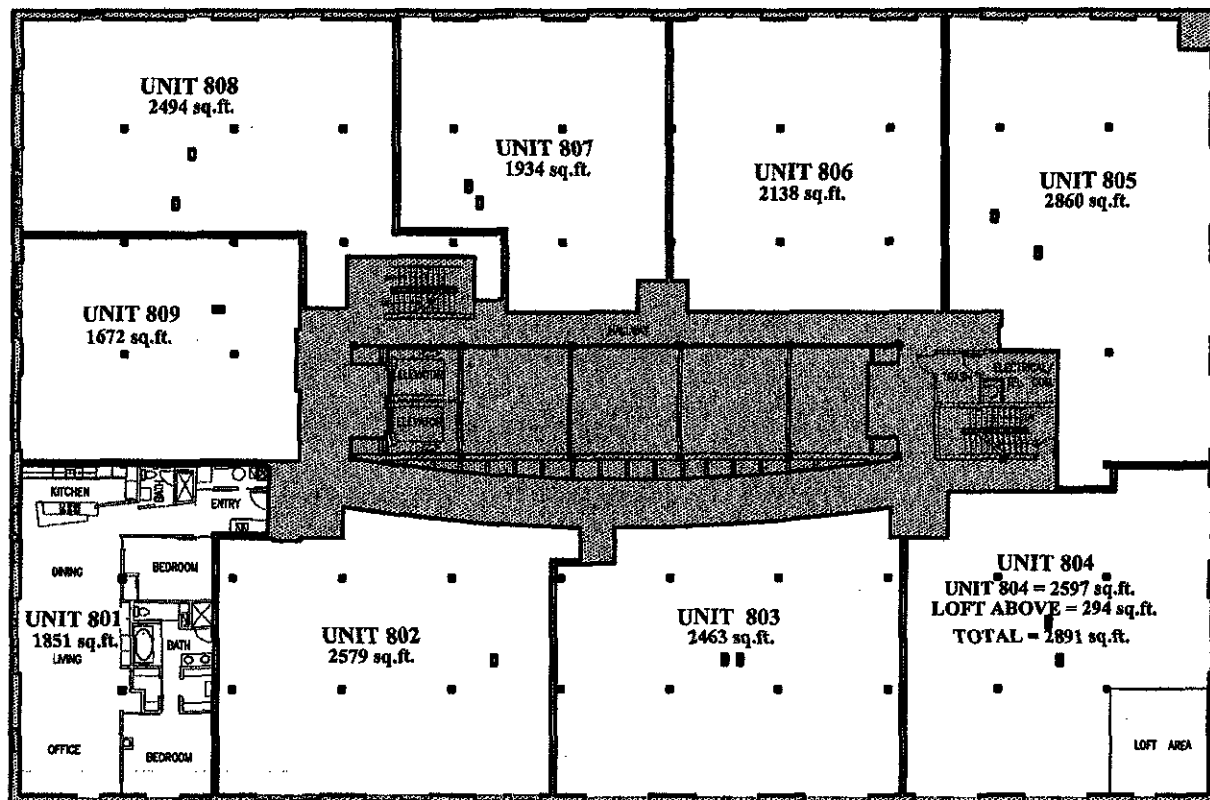 UNIT 808
2494 sq.ft.
UNIT 807
1934 sq.ft.
UNIT 806
2138 sq.ft.
UNIT 805
2860 sq.ft.
UNIT 809
1672 sq.ft.
HALLWAY
ELEVATOR
ELEVATOR
TRASH
ELECTRICAL/
KITCHEN
BATH
ENTRY
DINING
BEDROOM
UNIT 801
1851 sq.ft.
LIVING
BATH
OFFICE
BEDROOM
UNIT 802
2579 sq.ft.
UNIT 803
2463 sq.ft.
UNIT 804
UNIT 804 = 2597 sq.ft.
LOFT ABOVE = 294 sq.ft.
TOTAL = 2891 sq.ft.
LOFT AREA